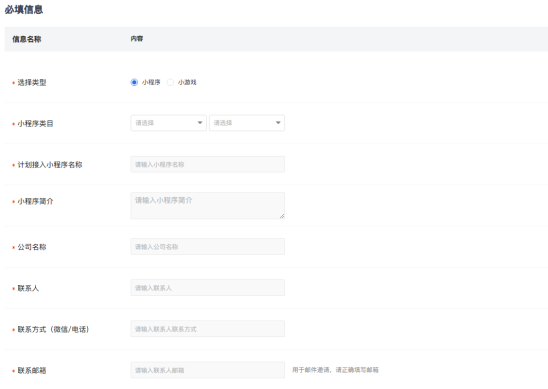 必填信息
信息名称 内容
* 选择类型 小程序 小游戏
* 小程序类目 请选择 请选择
* 计划接入小程序名称 请输入小程序名称
* 小程序简介 请输入小程序简介
* 公司名称 请输入公司名称
* 联系人 请输入联系人
* 联系方式（微信/电话） 请输入联系人联系方式
* 联系邮箱 请输入联系人邮箱 用于邮件邀请，请正确填写邮箱